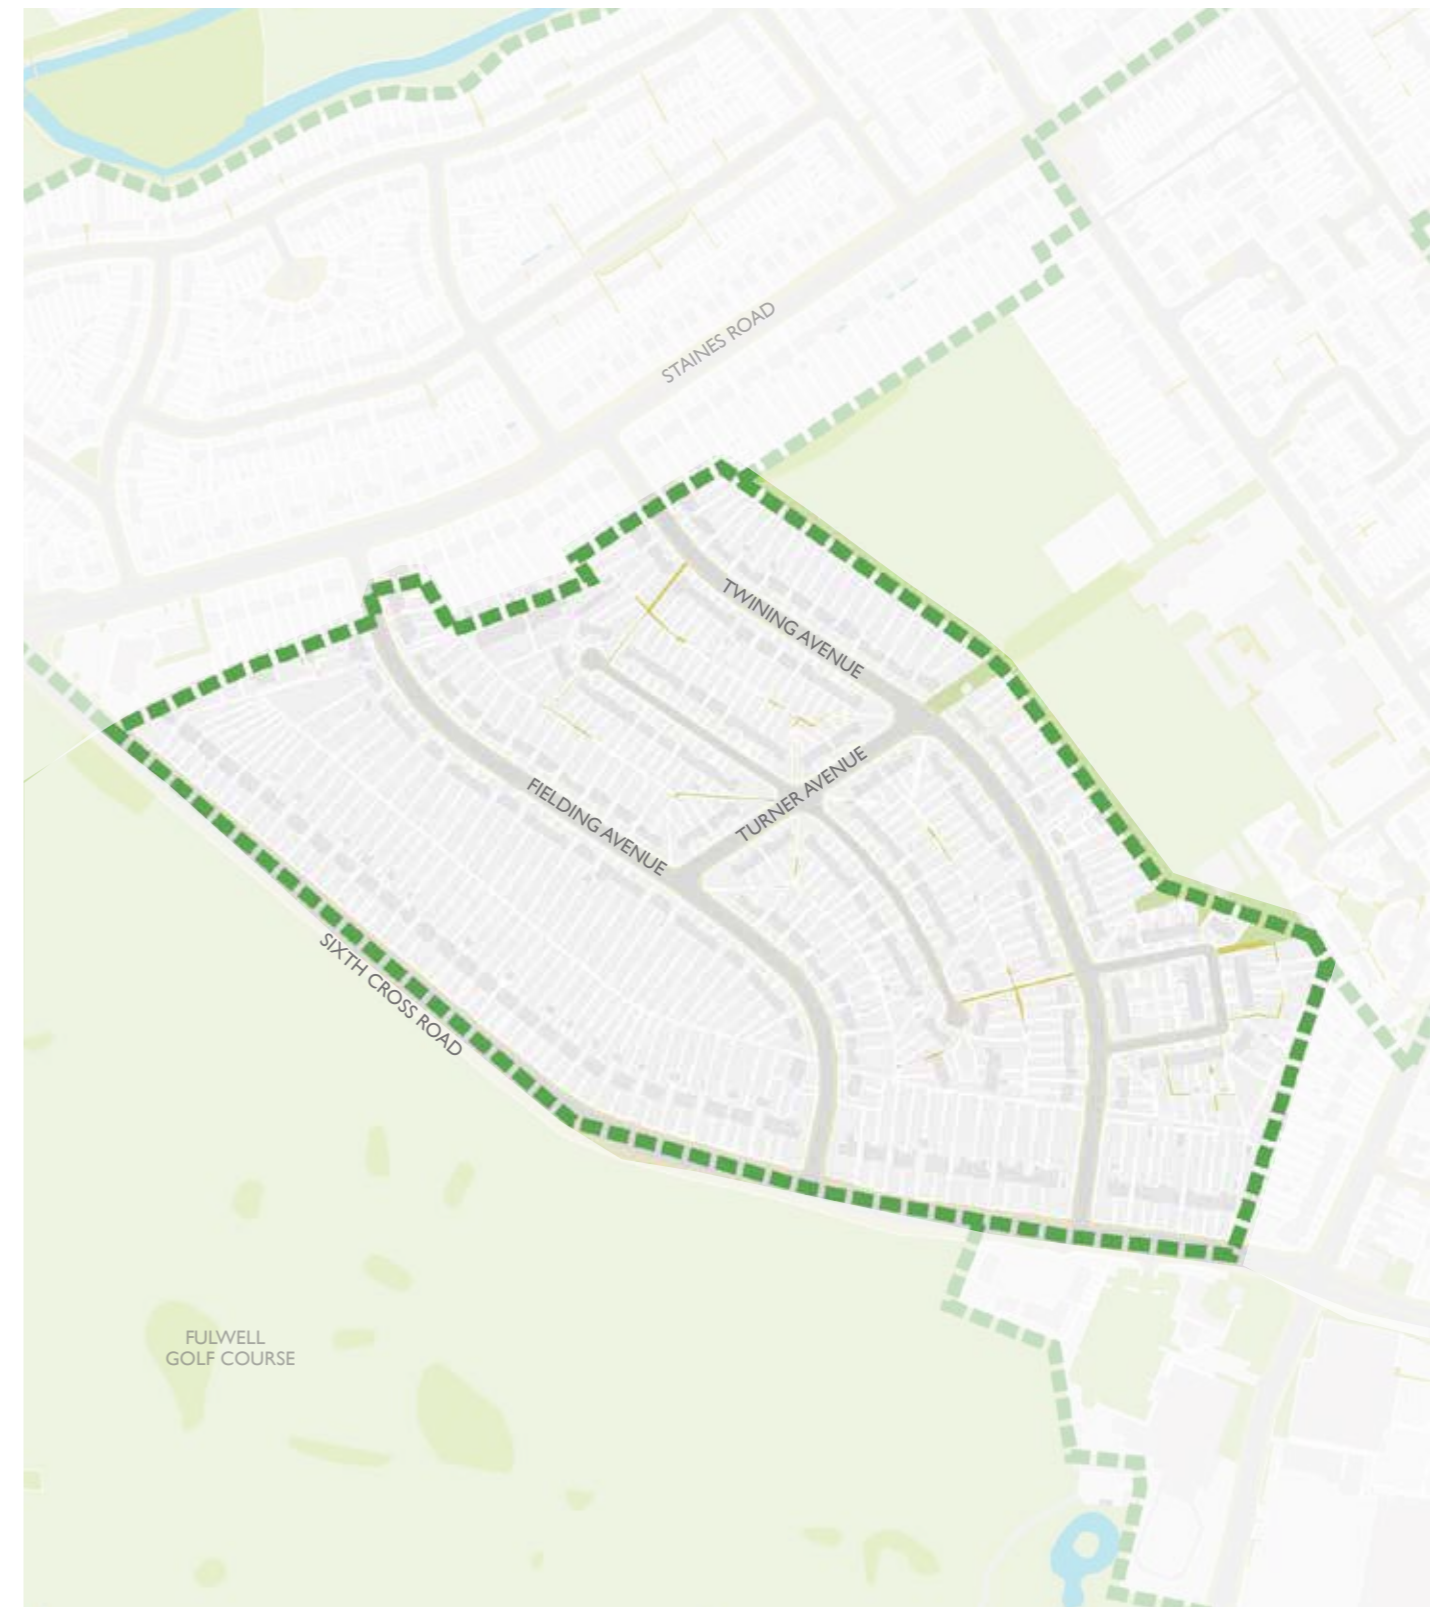 STAINES ROAD
TWINING AVENUE
TURNER AVENUE
FIELDING AVENUE
SIXTH CROSS ROAD
FULWELL
GOLF COURSE